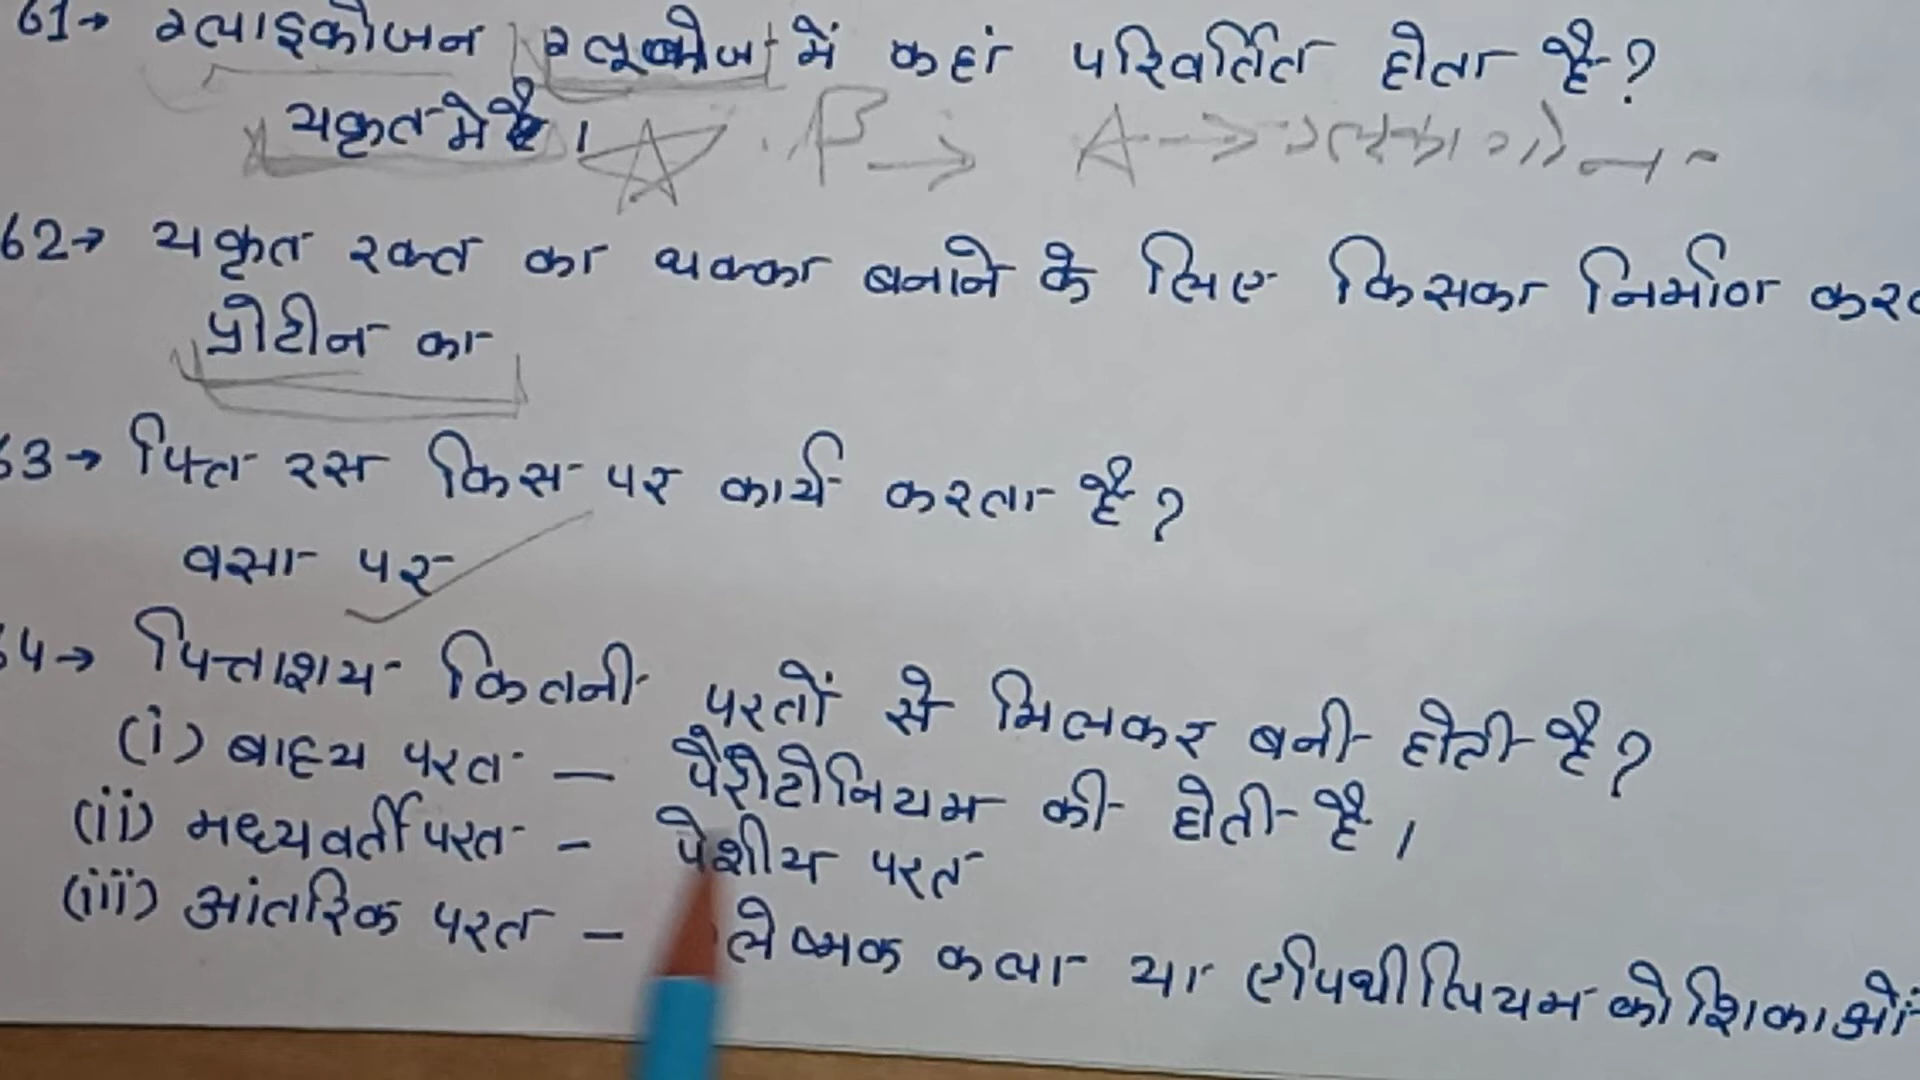 61→ ग्लाइकोजन ग्लूकोज में कहां परिवर्तित होता है?
यकृत मे है।
B → A →
62→ यकृत रक्त का थक्का बनाने के लिए किसका निर्माण
प्रोटीन का
63→ पित्त रस किस पर कार्य करता है?
वसा पर
64→ पित्ताशय कितनी परतों से मिलकर बनी होती है?
(i) बाह्य परत — पैरीटोनियम की होती है।
(ii) मध्यवर्ती परत - पेशीय परत
(iii) आंतरिक परत - श्लेष्मक कला या एपिथीलियम कोशिकाओं